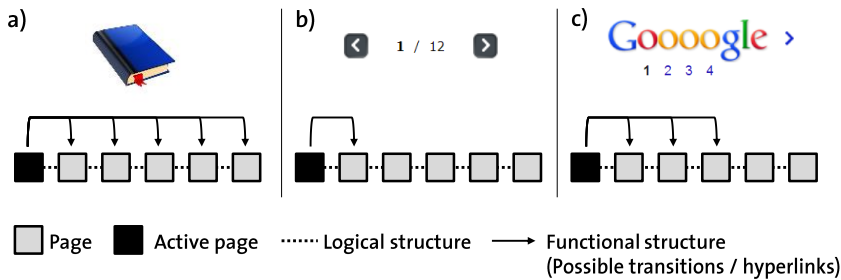 a)
b)
1 / 12
c)
Goooogle
1 2 3 4
Page
Active page
Logical structure
Functional structure
(Possible transitions / hyperlinks)